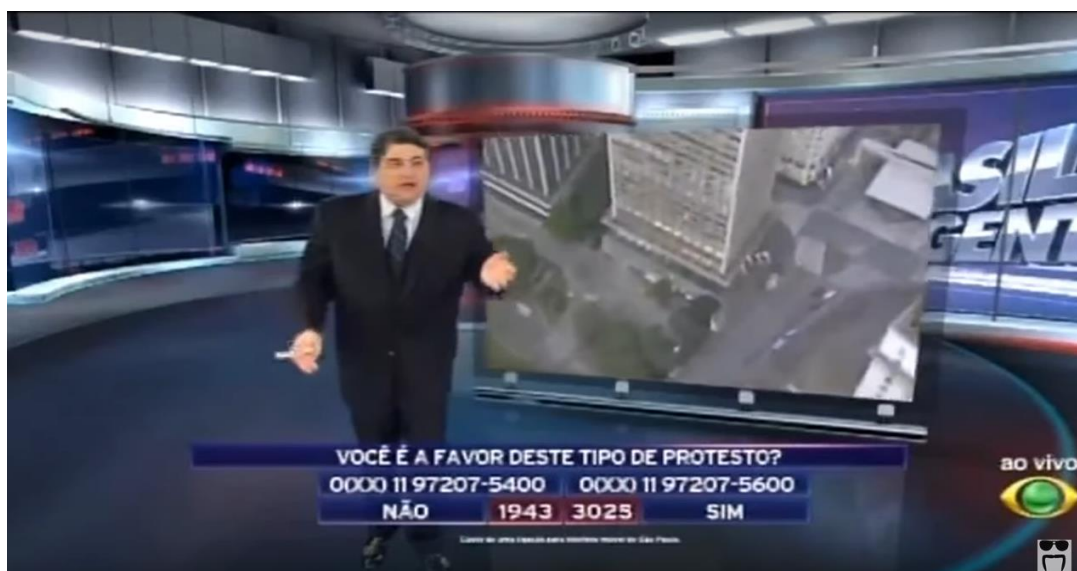 VOCÊ É A FAVOR DESTE TIPO DE PROTESTO?
0(XX) 11 97207-5400 0(XX) 11 97207-5600
NÃO 1943 3025 SIM
ao vivo